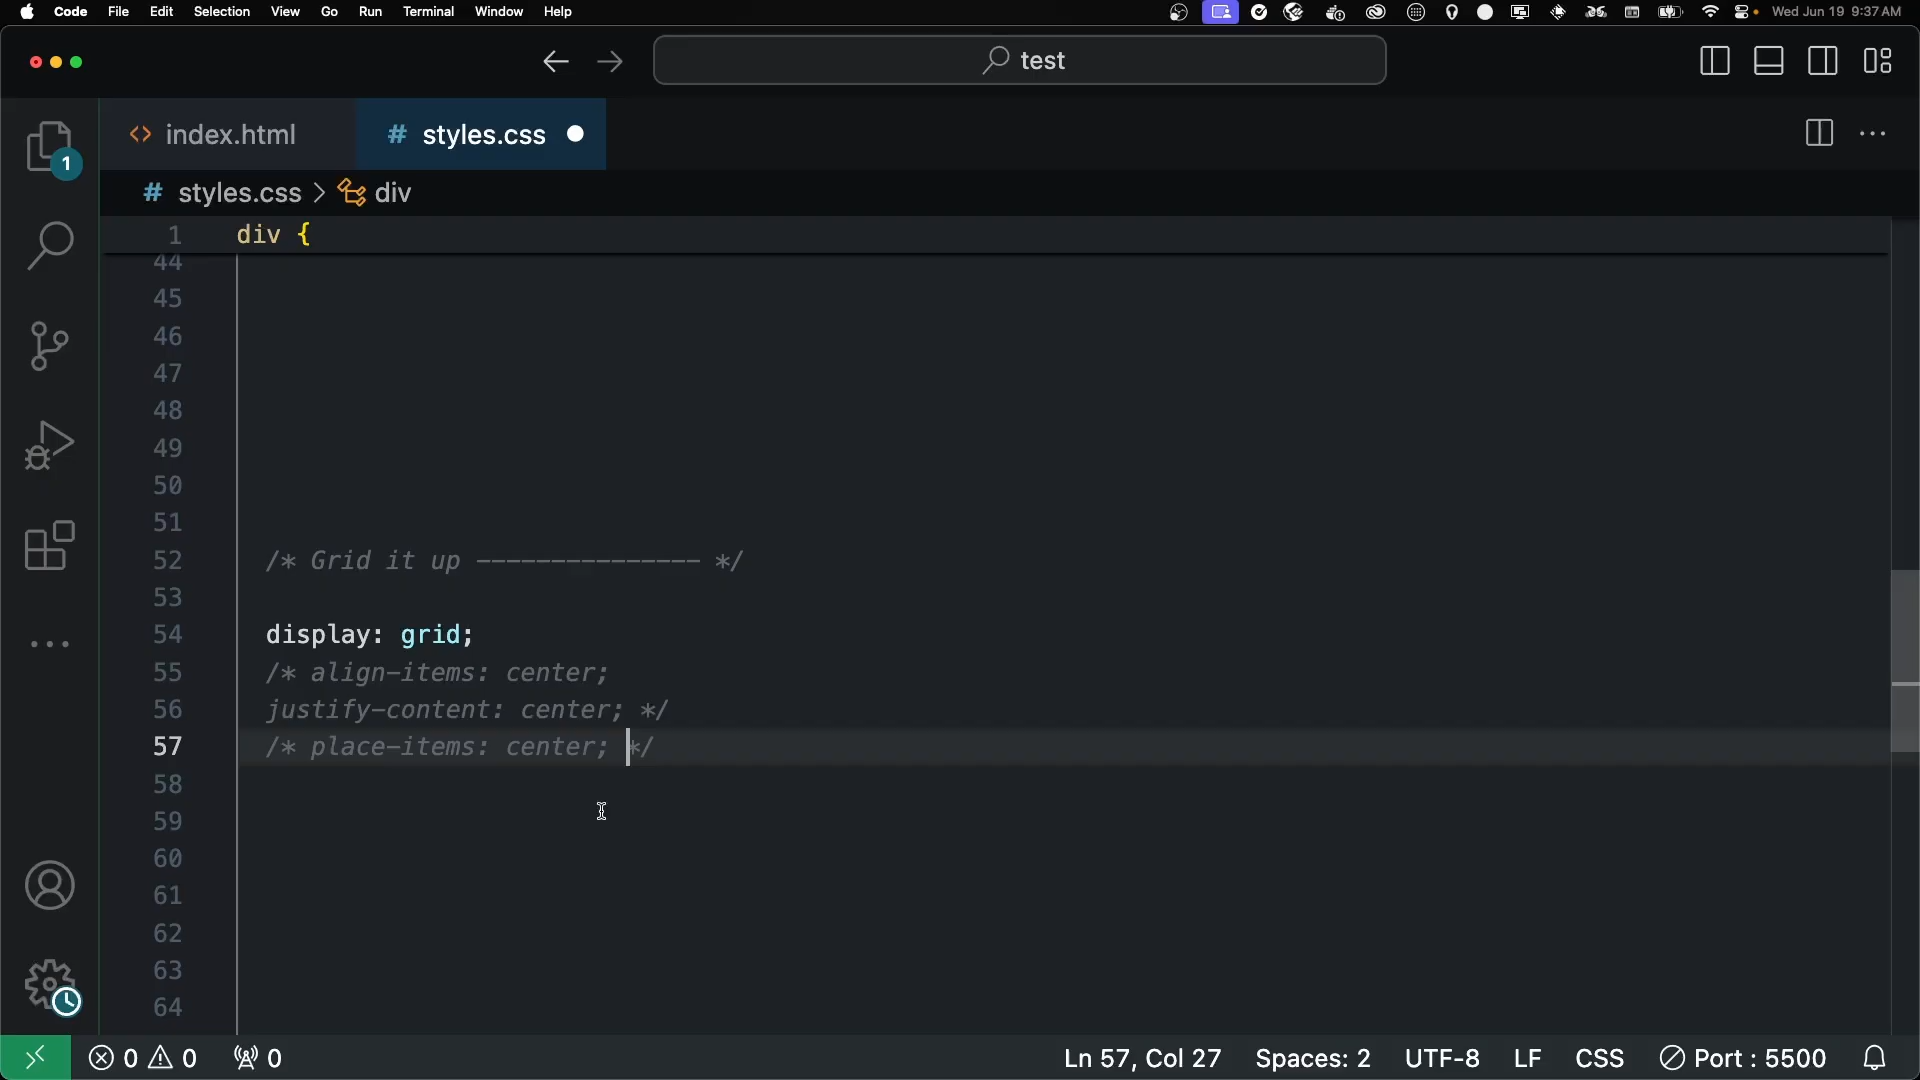 Code File Edit Selection View Go Run Terminal Window Help Wed Jun 19 9:37 AM
test
index.html styles.css
1
# styles.css > div
1 div {
44
45
46
47
48
49
50
51
52 /* Grid it up --------------- */
53
54 display: grid;
55 /* align-items: center;
56 justify-content: center; */
57 /* place-items: center; */
58
59
60
61
62
63
64
0 0 0 Ln 57, Col 27 Spaces: 2 UTF-8 LF CSS Port : 5500